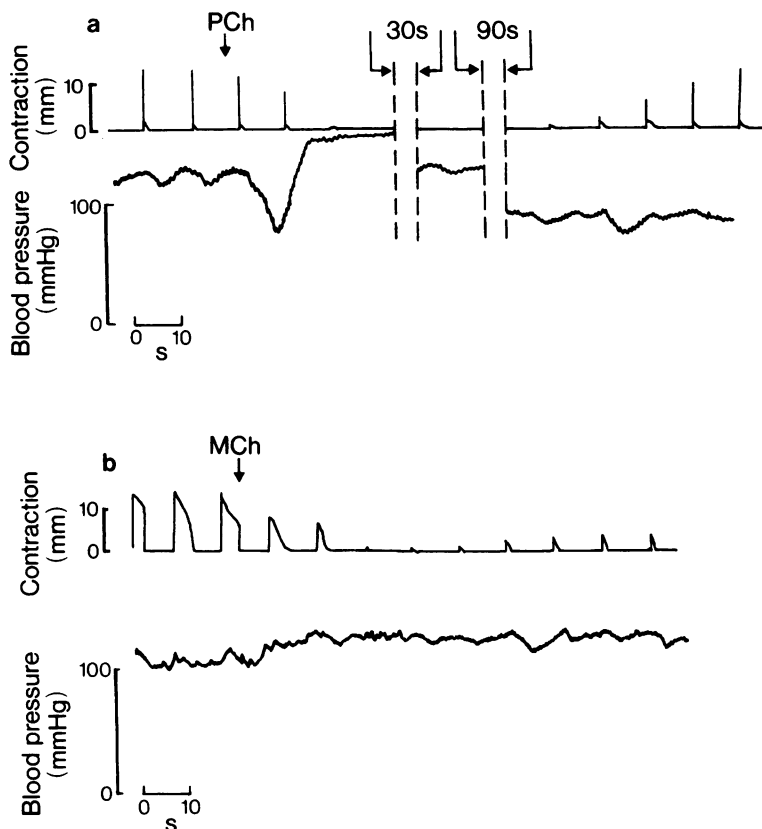 a
PCh
30s
90s
Contraction
(mm)
10
0
Blood pressure
(mmHg)
100
0
0 10
s
b
MCh
Contraction
(mm)
10
0
Blood pressure
(mmHg)
100
0
0 10
s